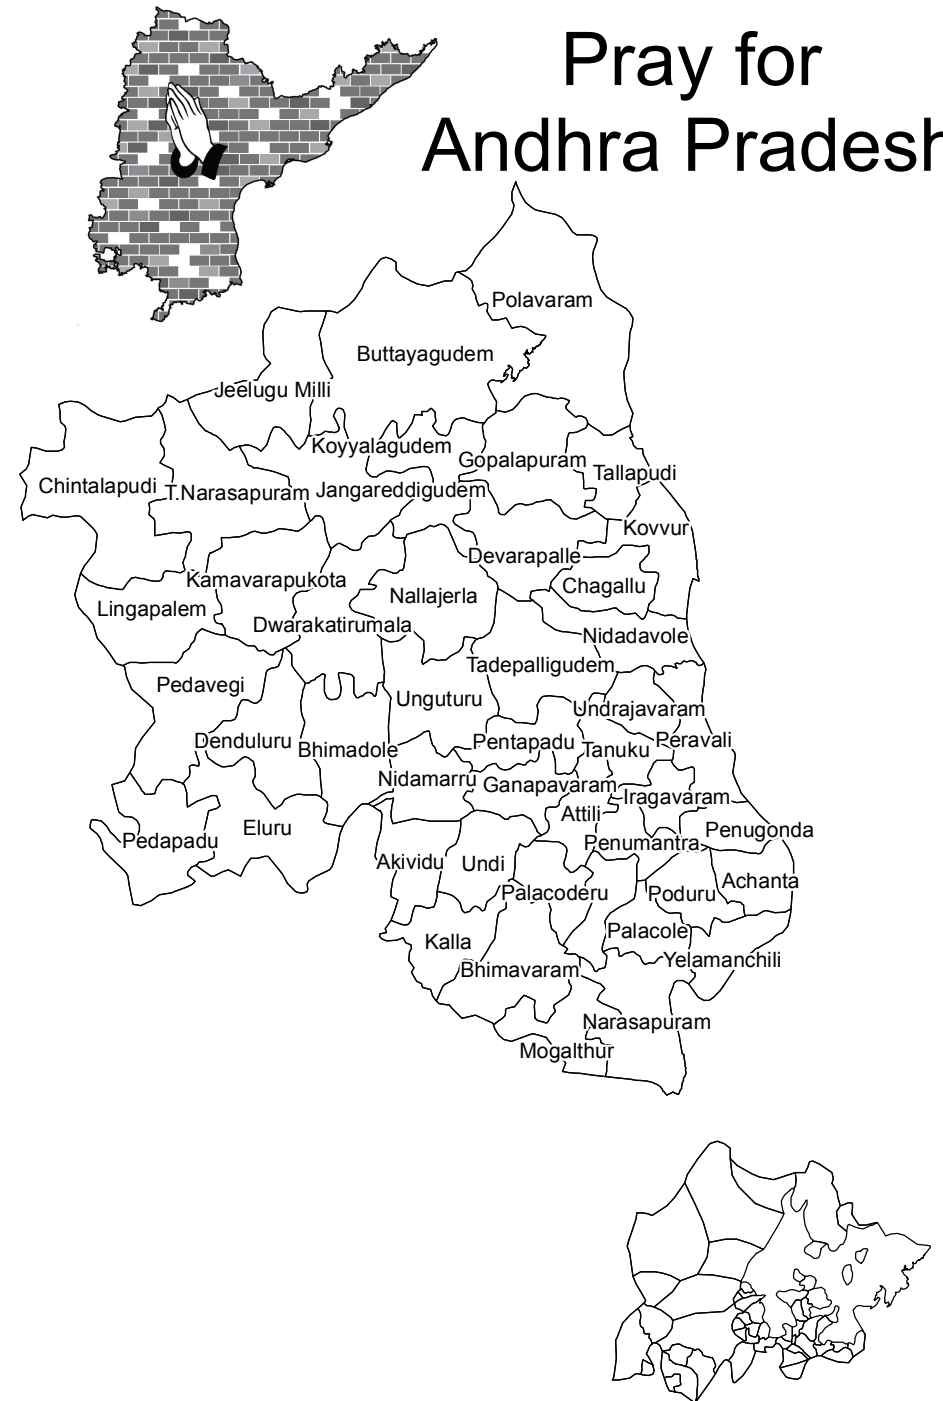 Pray for
Andhra Pradesh
Polavaram
Buttayagudem
Jeelugu Milli
Koyyalagudem
Gopalapuram
Tallapudi
Chintalapudi
T.Narasapuram
Jangareddigudem
Kovvur
Devarapalle
Kamavarapukota
Chagallu
Nallajerla
Lingapalem
Dwarakatirumala
Nidadavole
Tadepalligudem
Pedavegi
Unguturu
Undrajavaram
Denduluru
Bhimadole
Pentapadu
Tanuku
Peravali
Nidamarru
Ganapavaram
Iragavaram
Attili
Eluru
Pedapadu
Penumantra
Penugonda
Akividu
Undi
Palacoderu
Poduru
Achanta
Palacole
Kalla
Yelamanchili
Bhimavaram
Narasapuram
Mogalthur